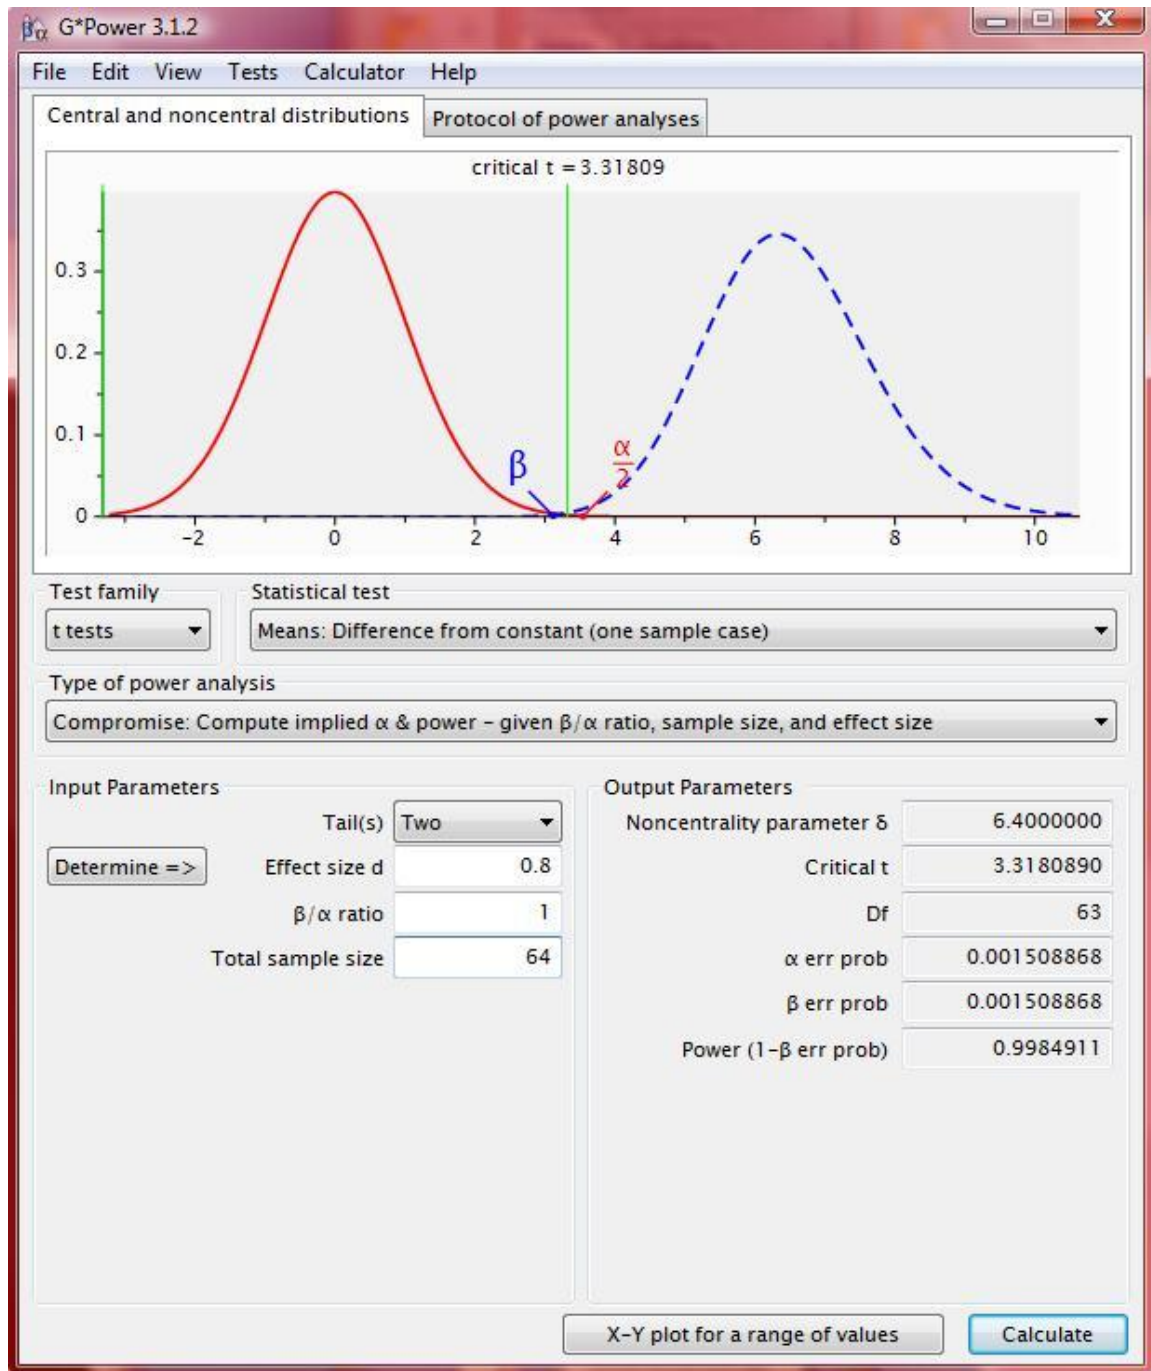 βα G*Power 3.1.2
File Edit View Tests Calculator Help
Central and noncentral distributions Protocol of power analyses
critical t = 3.31809
0.3
0.2
0.1
0
β
α
2
-2 0 2 4 6 8 10
Test family Statistical test
t tests Means: Difference from constant (one sample case)
Type of power analysis
Compromise: Compute implied α & power – given β/α ratio, sample size, and effect size
Input Parameters Output Parameters
Tail(s) Two Noncentrality parameter δ 6.4000000
Determine => Effect size d 0.8 Critical t 3.3180890
β/α ratio 1 Df 63
Total sample size 64 α err prob 0.001508868
β err prob 0.001508868
Power (1–β err prob) 0.9984911
X–Y plot for a range of values Calculate